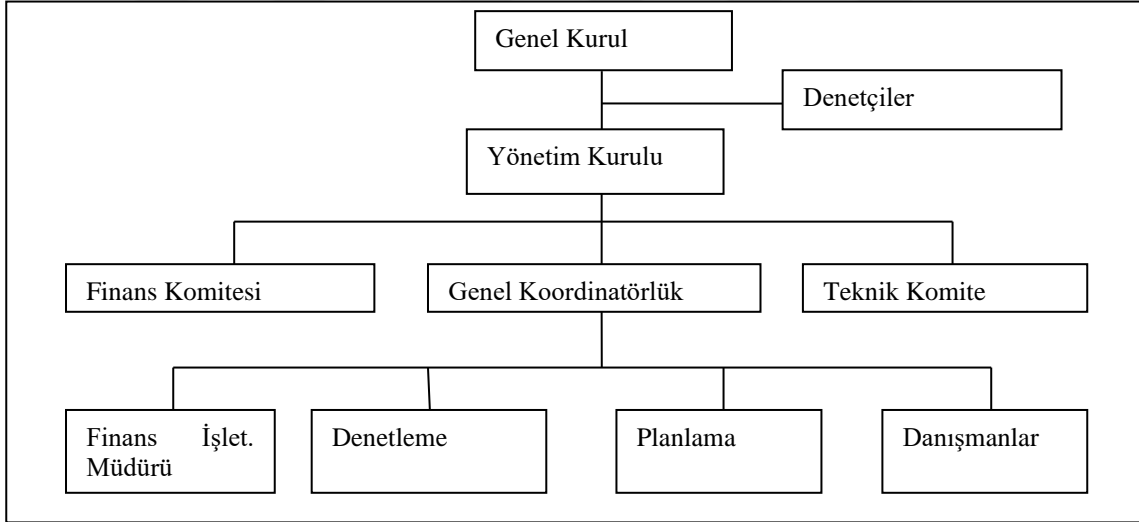 Genel Kurul
Denetçiler
Yönetim Kurulu
Finans Komitesi
Genel Koordinatörlük
Teknik Komite
Finans İşlet.
Müdürü
Denetleme
Planlama
Danışmanlar